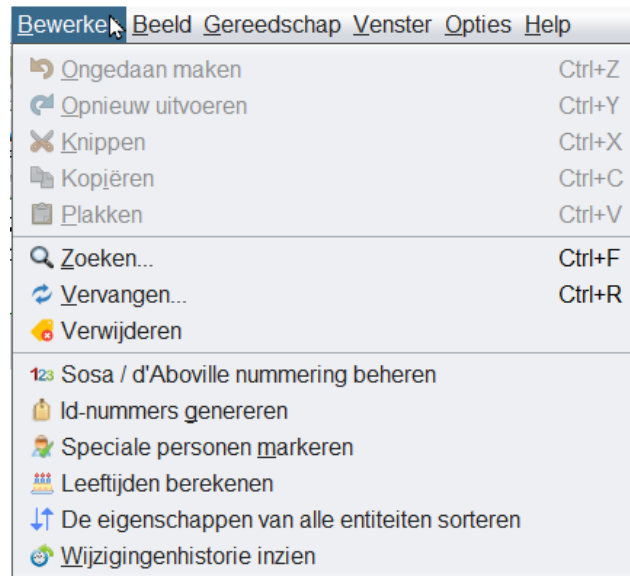 Bewerken Beeld Gereedschap Venster Opties Help
Ongedaan maken Ctrl+Z
Opnieuw uitvoeren Ctrl+Y
Knippen Ctrl+X
Kopiëren Ctrl+C
Plakken Ctrl+V
Zoeken... Ctrl+F
Vervangen... Ctrl+R
Verwijderen
123 Sosa / d'Aboville nummering beheren
Id-nummers genereren
Speciale personen markeren
Leeftijden berekenen
De eigenschappen van alle entiteiten sorteren
Wijzigingenhistorie inzien